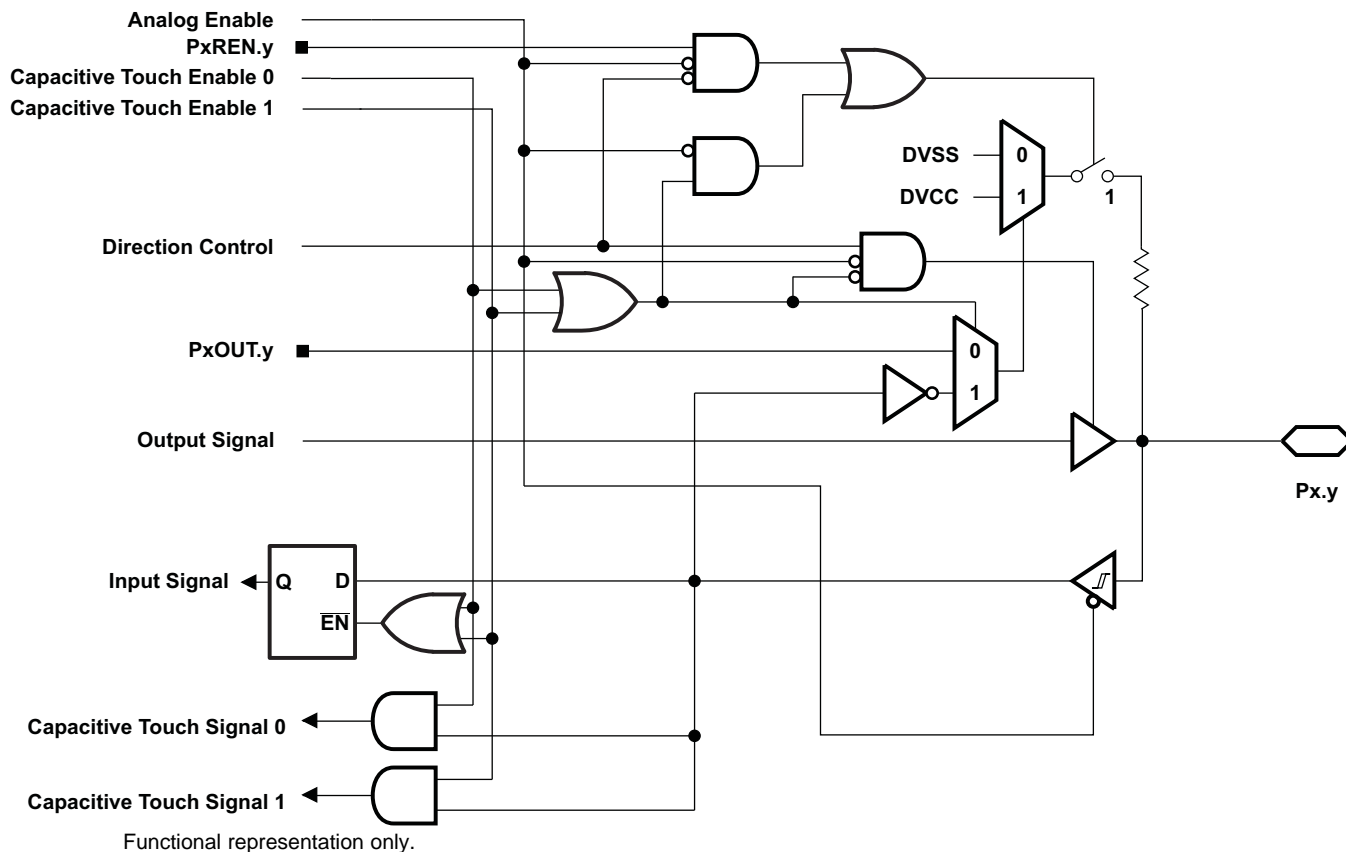 Analog Enable
PxREN.y
Capacitive Touch Enable 0
Capacitive Touch Enable 1
DVSS
0
DVCC
1
1
Direction Control
PxOUT.y
0
1
Output Signal
Px.y
Input Signal
Q
D
EN
Capacitive Touch Signal 0
Capacitive Touch Signal 1
Functional representation only.